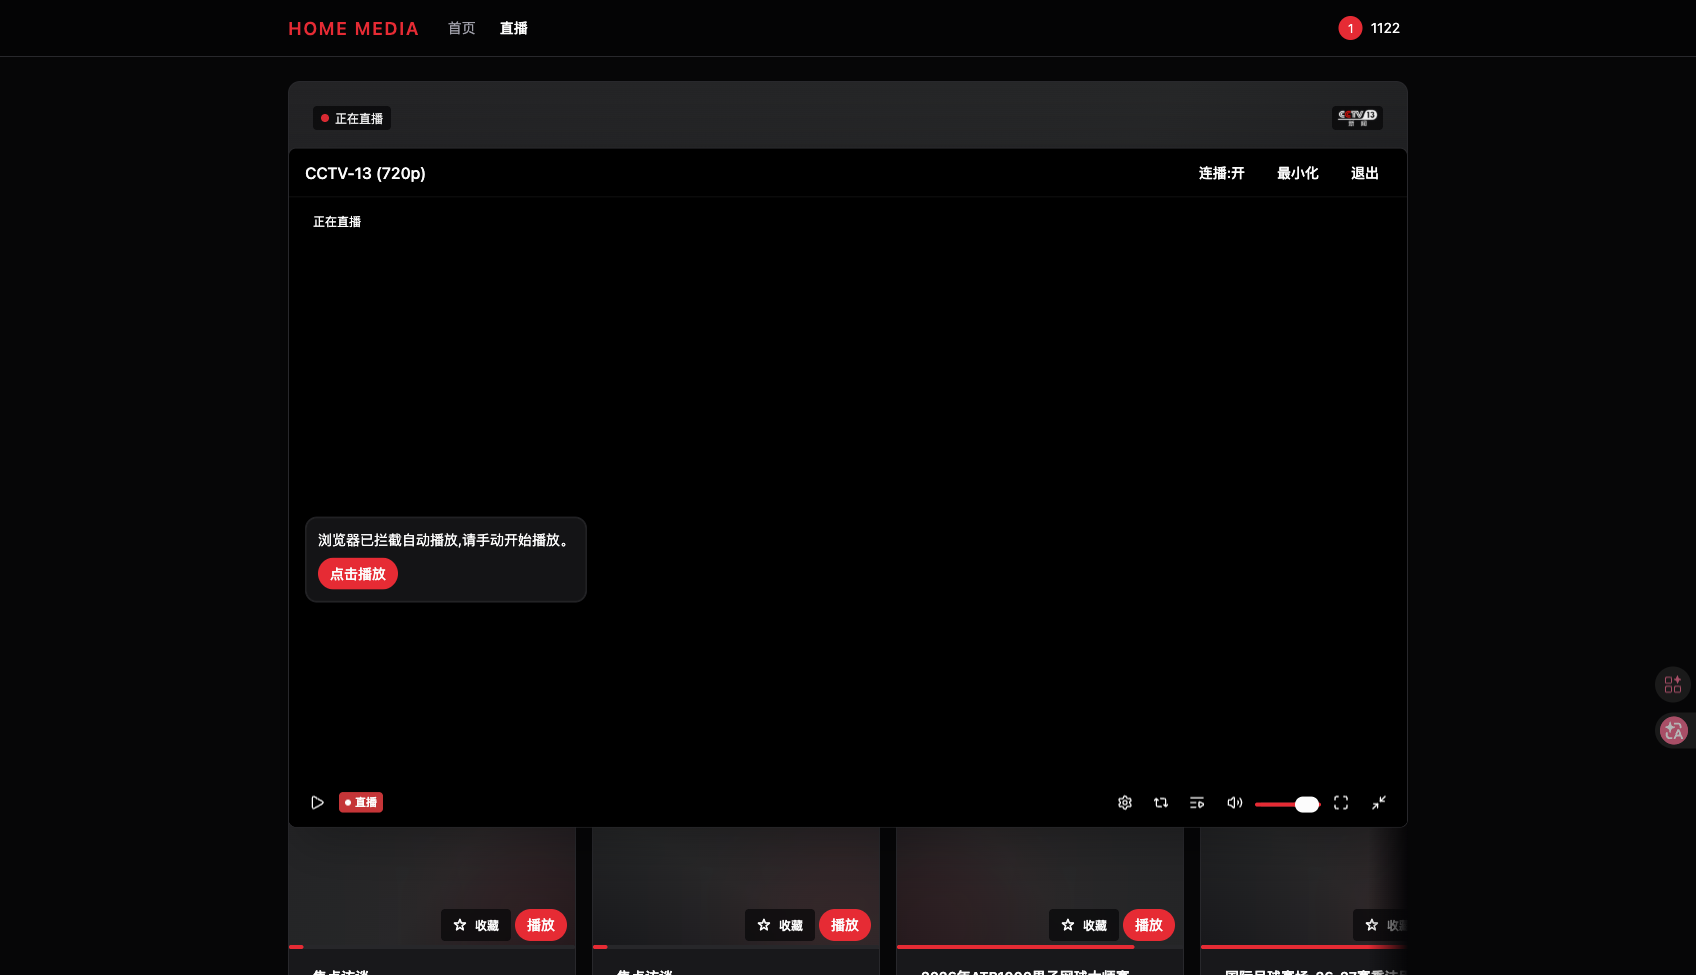 HOME MEDIA 首页 直播 1 1122
正在直播 CCTV 13
CCTV-13 (720p) 连播:开 最小化 退出
正在直播
浏览器已拦截自动播放,请手动开始播放。
点击播放
直播
收藏 播放 收藏 播放 收藏 播放